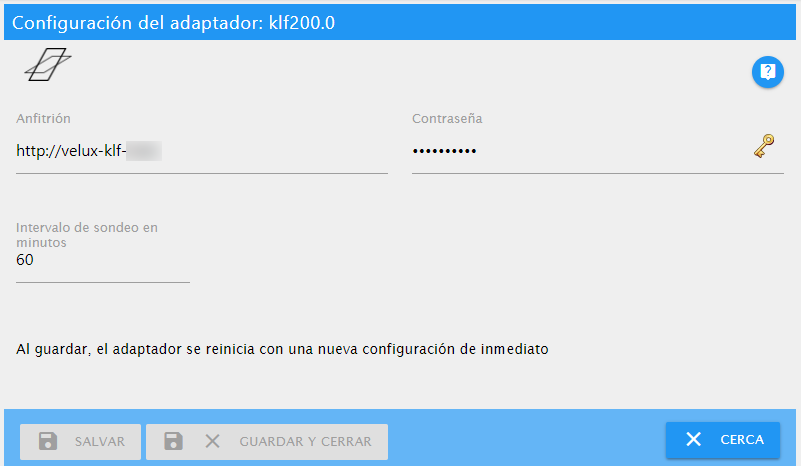 Configuración del adaptador: klf200.0
Anfitrión
Contraseña
http://velux-klf-
••••••••••
Intervalo de sondeo en
minutos
60
Al guardar, el adaptador se reinicia con una nueva configuración de inmediato
SALVAR
GUARDAR Y CERRAR
CERCA